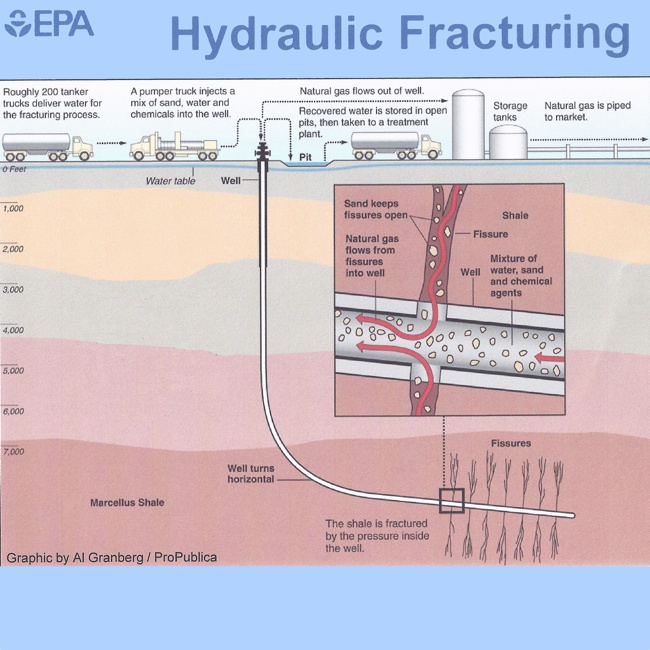 EPA
Hydraulic Fracturing
Roughly 200 tanker
trucks deliver water for
the fracturing process.
A pumper truck injects a
mix of sand, water and
chemicals into the well.
Natural gas flows out of well.
Recovered water is stored in open
pits, then taken to a treatment
plant.
Storage
tanks
Natural gas is piped
to market.
Pit
0 Feet
Water table
Well
1,000
2,000
3,000
4,000
5,000
6,000
7,000
Sand keeps
fissures open
Shale
Fissure
Natural gas
flows from
fissures
into well
Well
Mixture of
water, sand
and chemical
agents
Fissures
Well turns
horizontal
Marcellus Shale
The shale is fractured
by the pressure inside
the well.
Graphic by Al Granberg / ProPublica